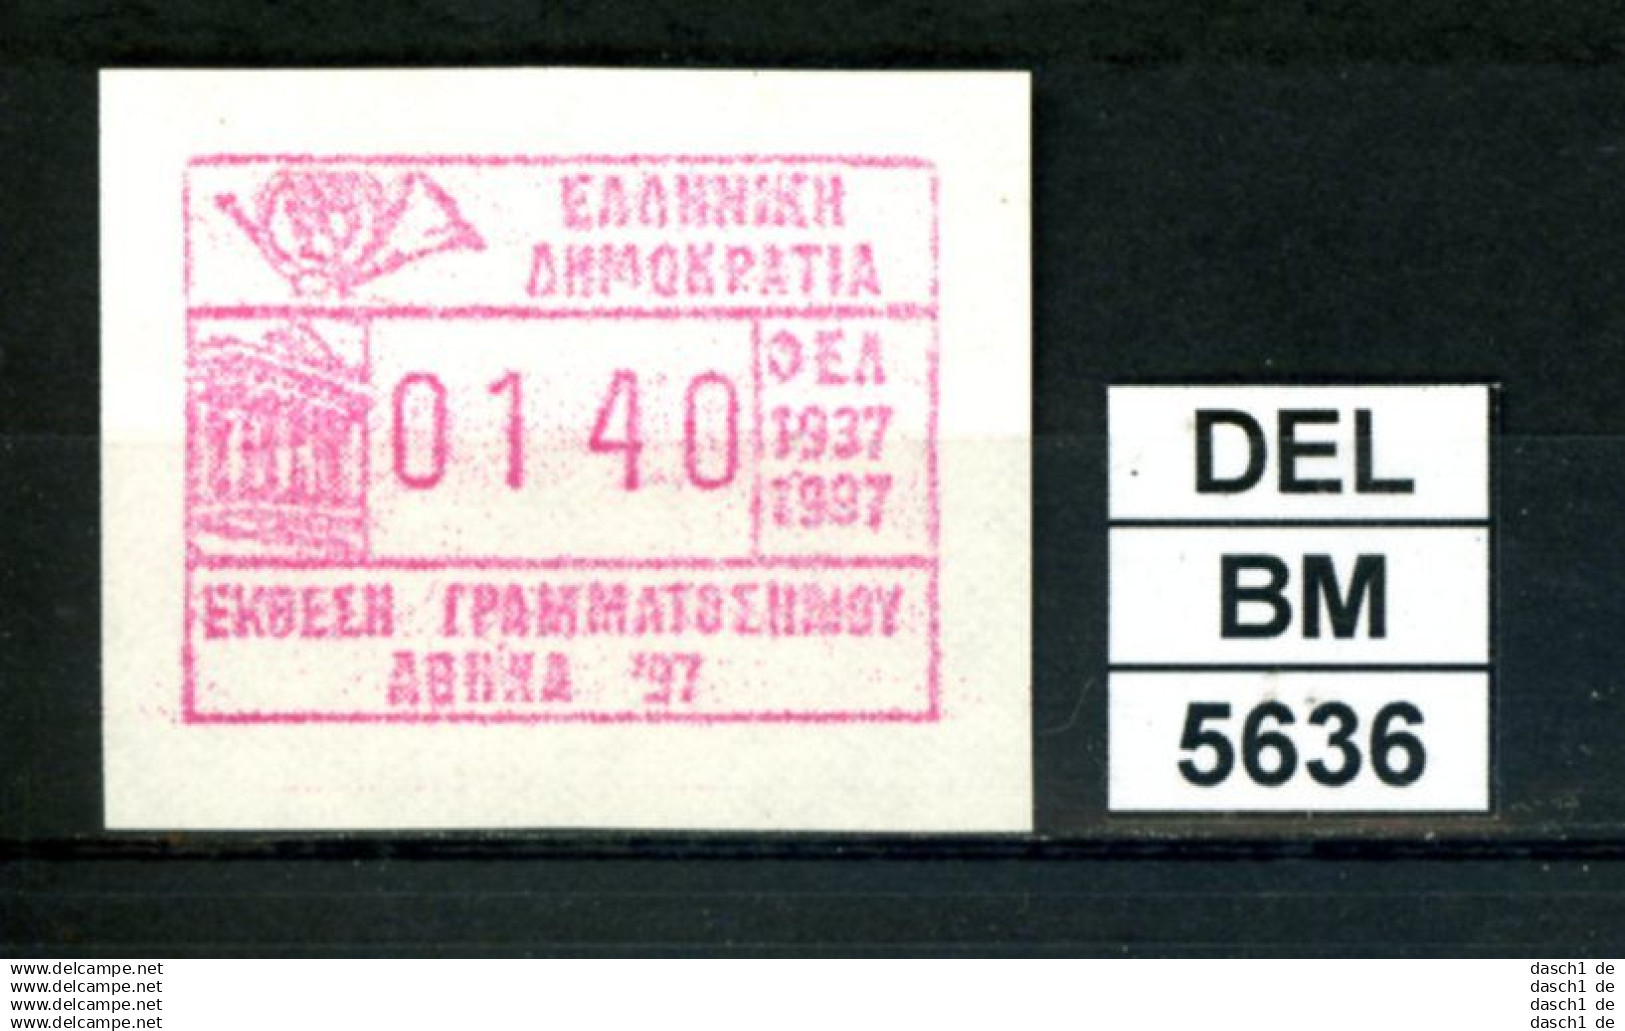 ΕΛΛΗΝΙΚΗ
ΔΗΜΟΚΡΑΤΙΑ
0140
ΦΕΛ
1937
1997
ΕΚΘΕΣΗ ΓΡΑΜΜΑΤΟΣΗΜΟΥ
ΑΘΗΝΑ '97
DEL
BM
5636
www.delcampe.net
www.delcampe.net
www.delcampe.net
www.delcampe.net
dasch1 de
dasch1 de
dasch1 de
dasch1 de